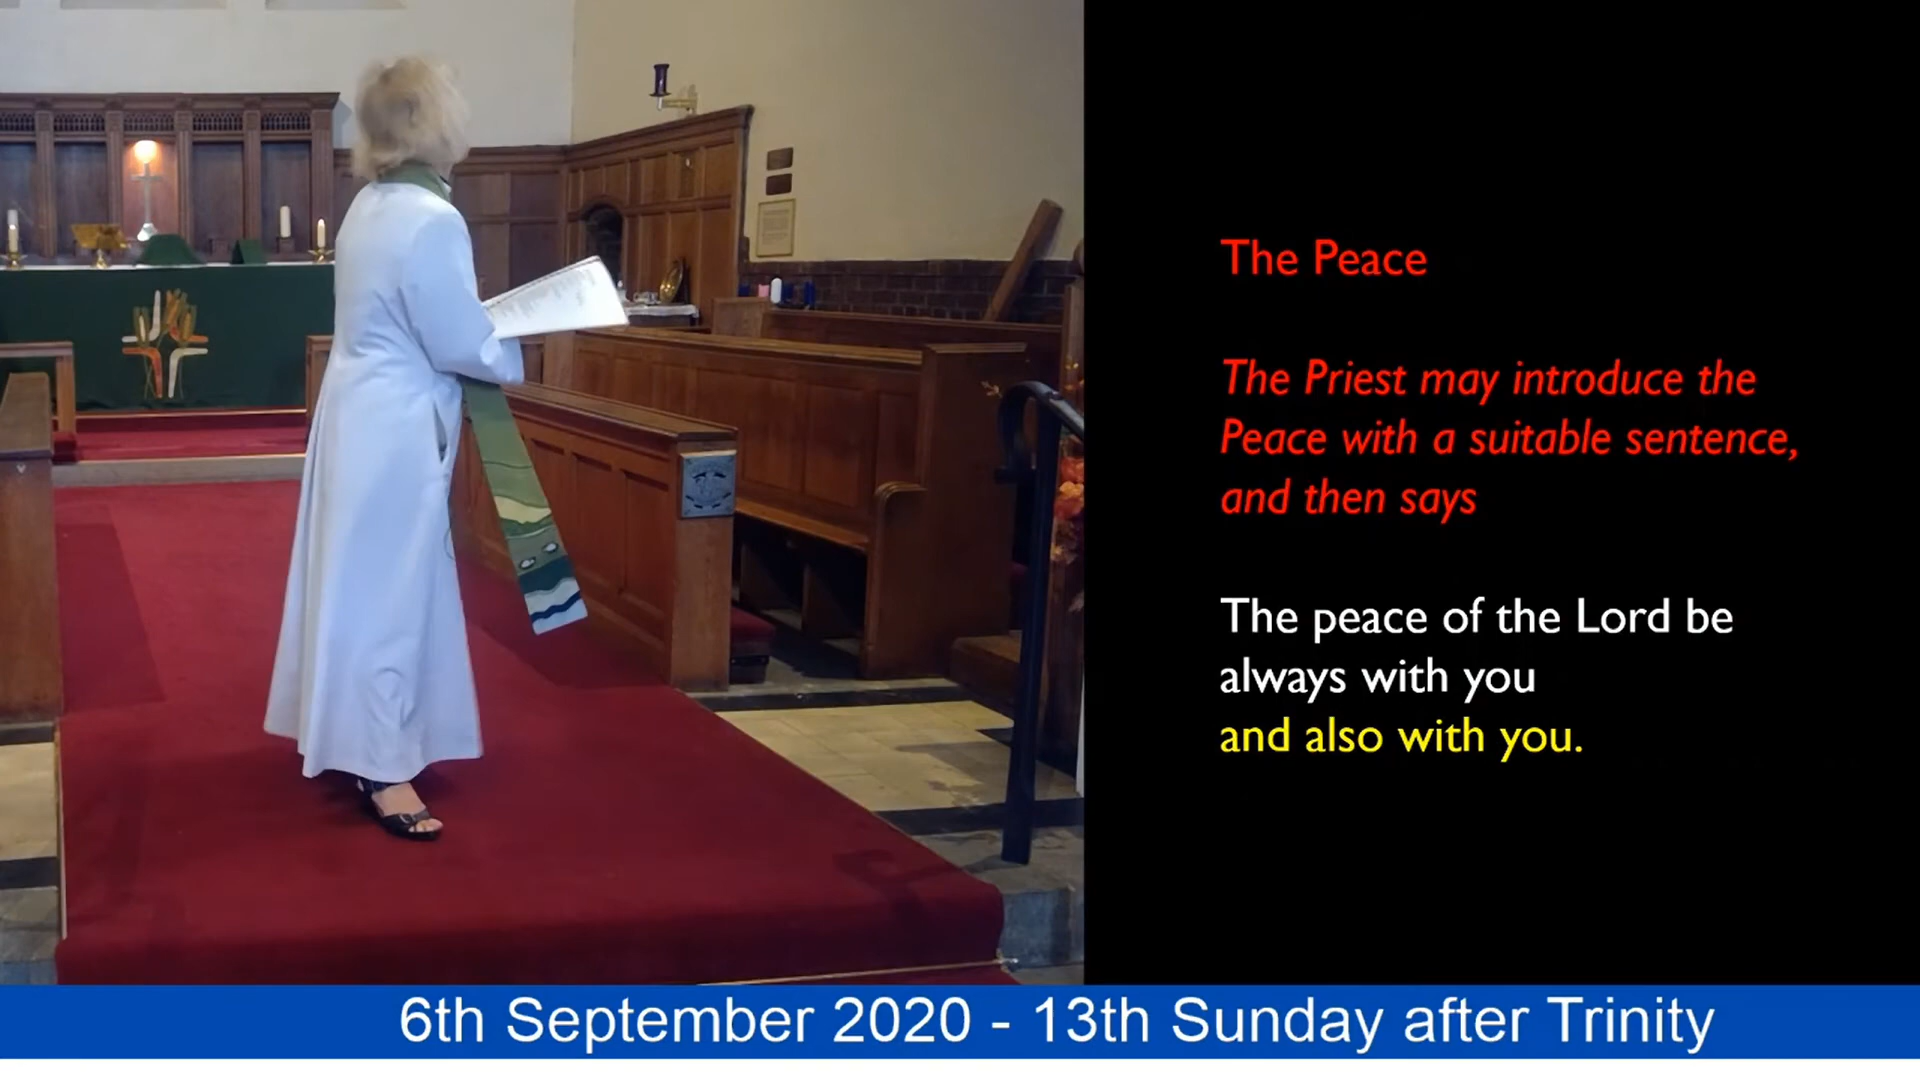 The Peace
The Priest may introduce the
Peace with a suitable sentence,
and then says
The peace of the Lord be
always with you
and also with you.
6th September 2020 - 13th Sunday after Trinity